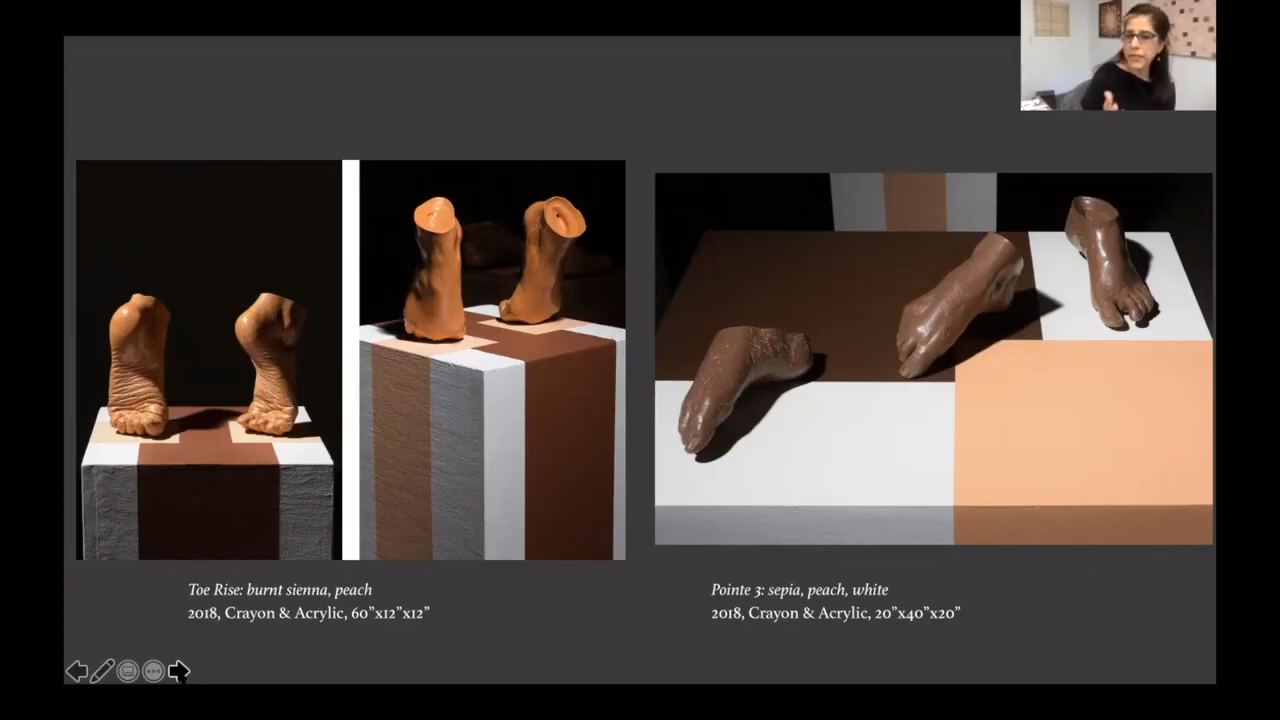 Toe Rise: burnt sienna, peach
2018, Crayon & Acrylic, 60”x12”x12”
Pointe 3: sepia, peach, white
2018, Crayon & Acrylic, 20”x40”x20”